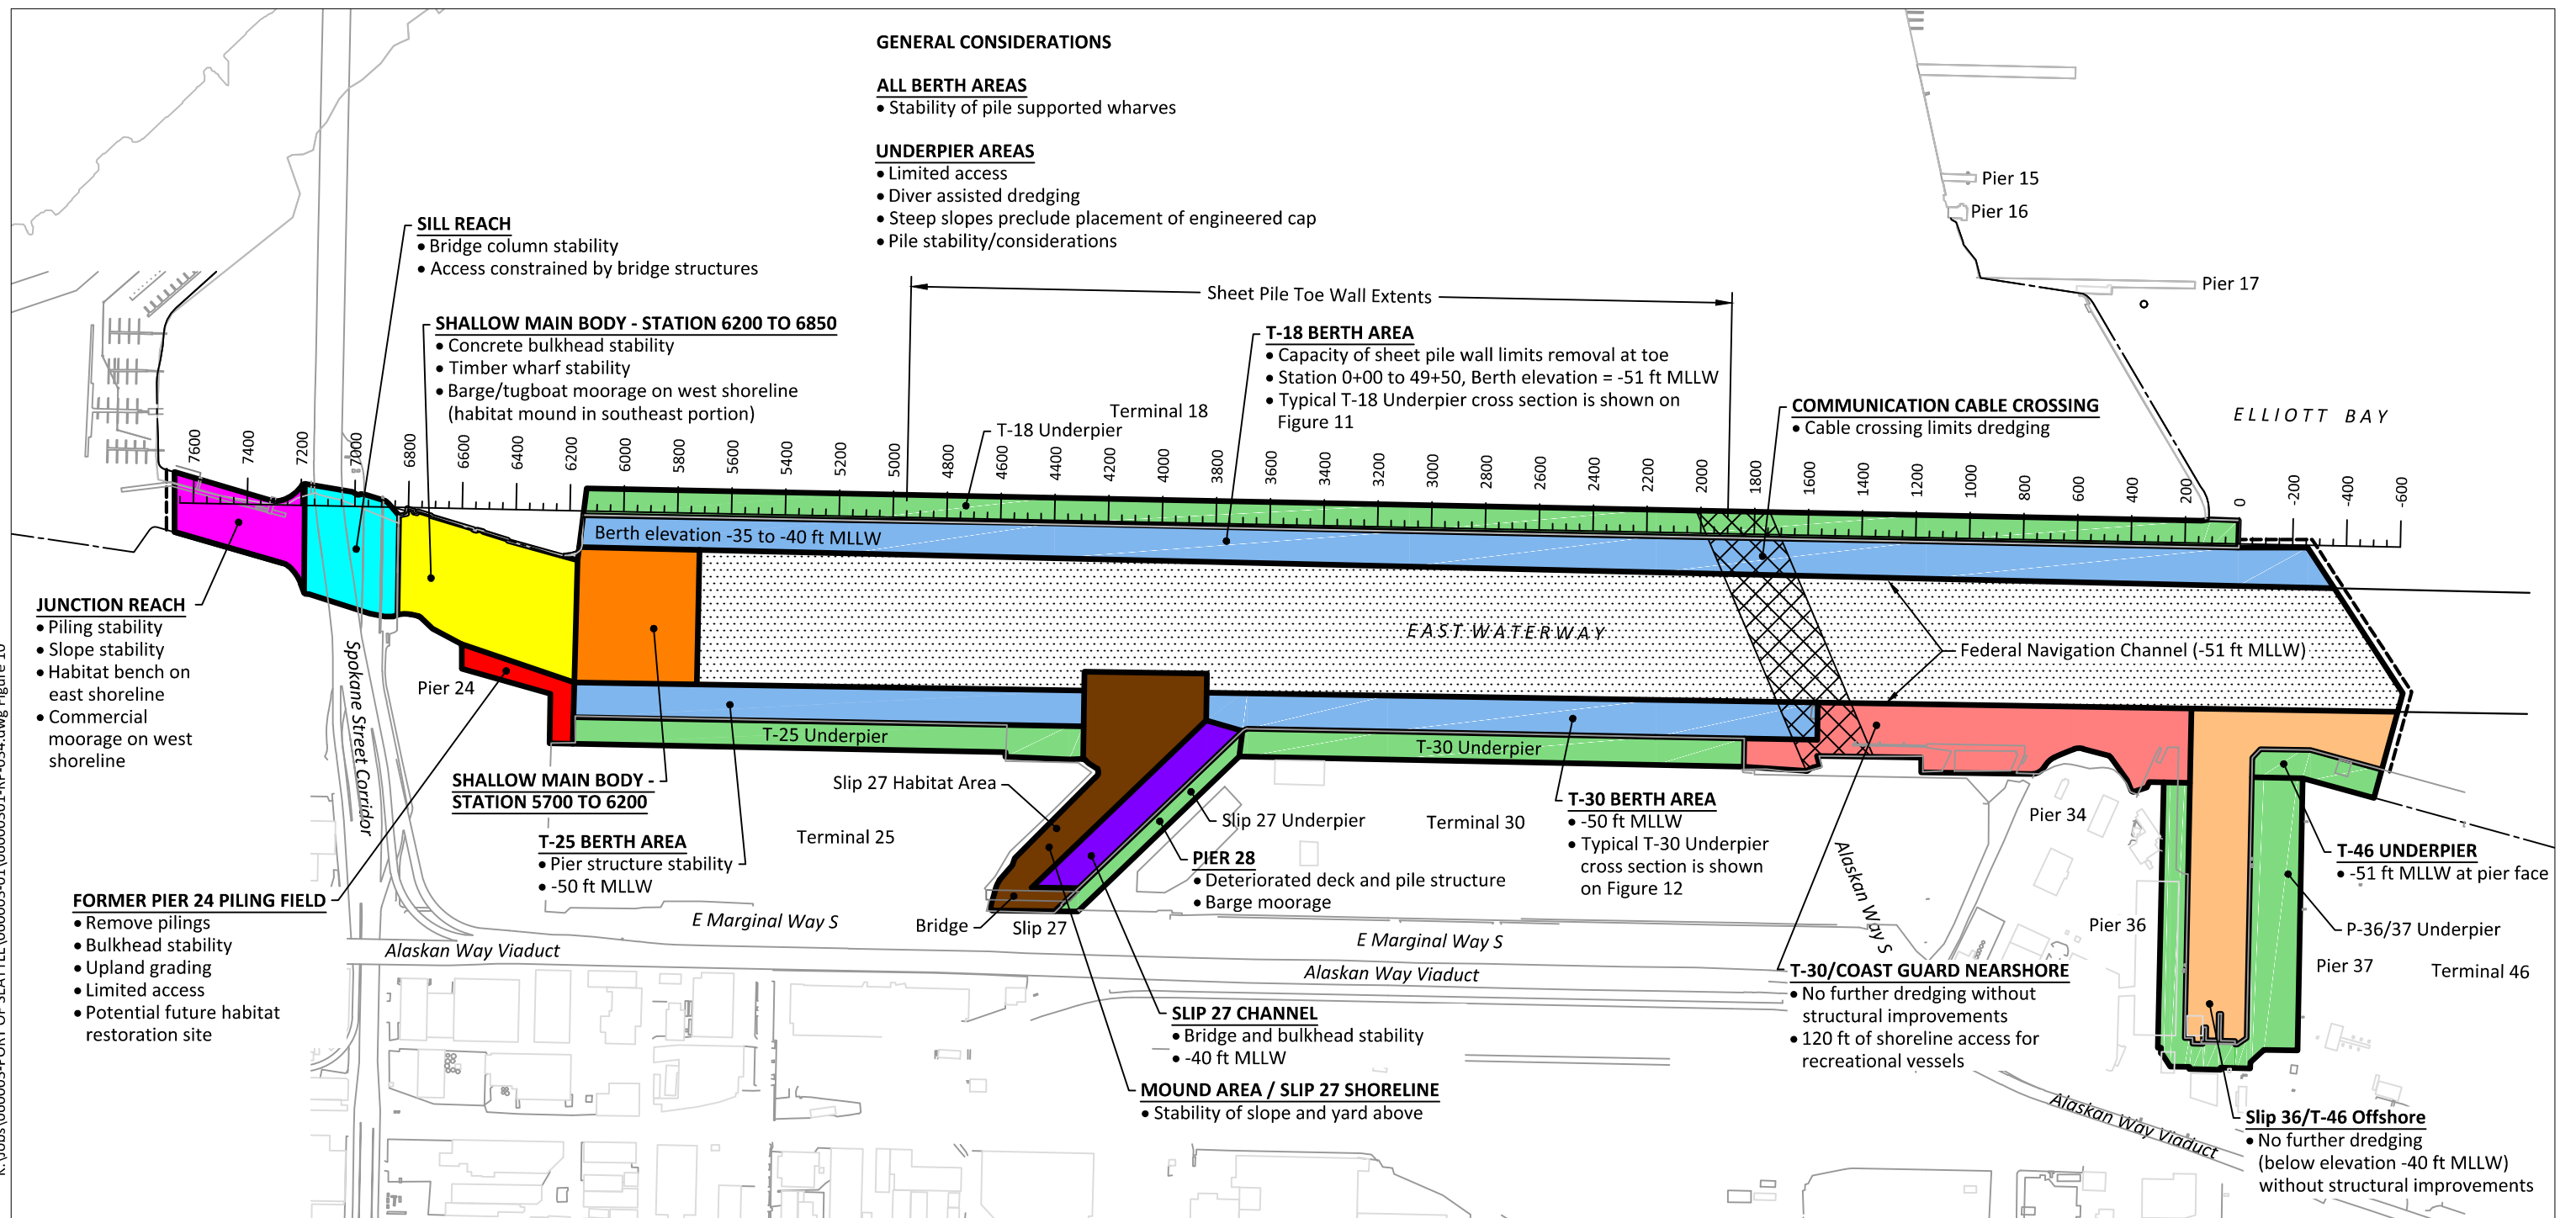 GENERAL CONSIDERATIONS
ALL BERTH AREAS
• Stability of pile supported wharves
UNDERPIER AREAS
• Limited access
• Diver assisted dredging
• Steep slopes preclude placement of engineered cap
• Pile stability/considerations
Pier 15
Pier 16
Pier 17
ELLIOTT BAY
SILL REACH
• Bridge column stability
• Access constrained by bridge structures
Sheet Pile Toe Wall Extents
SHALLOW MAIN BODY - STATION 6200 TO 6850
• Concrete bulkhead stability
• Timber wharf stability
• Barge/tugboat moorage on west shoreline
(habitat mound in southeast portion)
T-18 BERTH AREA
• Capacity of sheet pile wall limits removal at toe
• Station 0+00 to 49+50, Berth elevation = -51 ft MLLW
• Typical T-18 Underpier cross section is shown on
Figure 11
Terminal 18
T-18 Underpier
COMMUNICATION CABLE CROSSING
• Cable crossing limits dredging
7600 7400 7200 7000 6800 6600 6400 6200 6000 5800 5600 5400 5200 5000 4800 4600 4400 4200 4000 3800 3600 3400 3200 3000 2800 2600 2400 2200 2000 1800 1600 1400 1200 1000 800 600 400 200 0 -200 -400 -600
Berth elevation -35 to -40 ft MLLW
EAST WATERWAY
Federal Navigation Channel (-51 ft MLLW)
JUNCTION REACH
• Piling stability
• Slope stability
• Habitat bench on
east shoreline
• Commercial
moorage on west
shoreline
Spokane Street Corridor
Pier 24
T-25 Underpier
T-30 Underpier
SHALLOW MAIN BODY -
STATION 5700 TO 6200
T-25 BERTH AREA
• Pier structure stability
• -50 ft MLLW
Terminal 25
Slip 27 Habitat Area
Slip 27 Underpier
PIER 28
• Deteriorated deck and pile structure
• Barge moorage
Terminal 30
T-30 BERTH AREA
• -50 ft MLLW
• Typical T-30 Underpier
cross section is shown
on Figure 12
Pier 34
Alaskan Way S
T-46 UNDERPIER
• -51 ft MLLW at pier face
Pier 36
P-36/37 Underpier
Pier 37
Terminal 46
FORMER PIER 24 PILING FIELD
• Remove pilings
• Bulkhead stability
• Upland grading
• Limited access
• Potential future habitat
restoration site
E Marginal Way S
Bridge
Slip 27
Alaskan Way Viaduct
E Marginal Way S
Alaskan Way Viaduct
T-30/COAST GUARD NEARSHORE
• No further dredging without
structural improvements
• 120 ft of shoreline access for
recreational vessels
SLIP 27 CHANNEL
• Bridge and bulkhead stability
• -40 ft MLLW
MOUND AREA / SLIP 27 SHORELINE
• Stability of slope and yard above
Alaskan Way Viaduct
Slip 36/T-46 Offshore
• No further dredging
(below elevation -40 ft MLLW)
without structural improvements